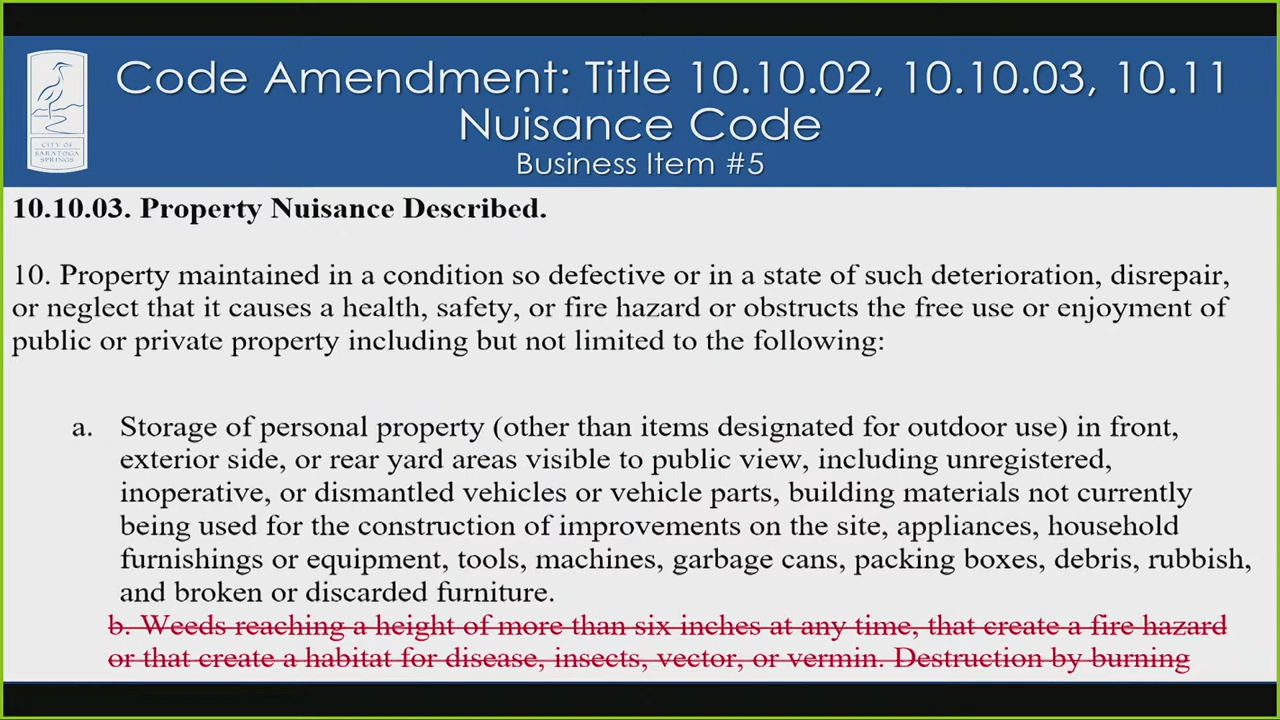 Code Amendment: Title 10.10.02, 10.10.03, 10.11
Nuisance Code
Business Item #5
CITY OF
SARATOGA
SPRINGS
10.10.03. Property Nuisance Described.
10. Property maintained in a condition so defective or in a state of such deterioration, disrepair,
or neglect that it causes a health, safety, or fire hazard or obstructs the free use or enjoyment of
public or private property including but not limited to the following:
a. Storage of personal property (other than items designated for outdoor use) in front,
exterior side, or rear yard areas visible to public view, including unregistered,
inoperative, or dismantled vehicles or vehicle parts, building materials not currently
being used for the construction of improvements on the site, appliances, household
furnishings or equipment, tools, machines, garbage cans, packing boxes, debris, rubbish,
and broken or discarded furniture.
b. Weeds reaching a height of more than six inches at any time, that create a fire hazard
or that create a habitat for disease, insects, vector, or vermin. Destruction by burning